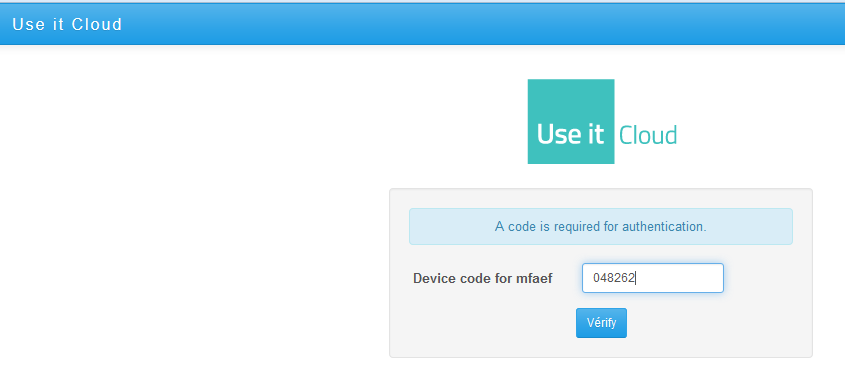 Use it Cloud
Use it Cloud
A code is required for authentication.
Device code for mfaef 048262
Vérify